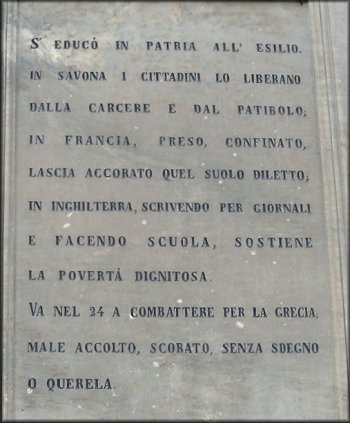 S' EDUCÒ IN PATRIA ALL' ESILIO.
IN SAVONA I CITTADINI LO LIBERANO
DALLA CARCERE E DAL PATIBOLO;
IN FRANCIA, PRESO, CONFINATO,
LASCIA ACCORATO QUEL SUOLO DILETTO;
IN INGHILTERRA, SCRIVENDO PER GIORNALI
E FACENDO SCUOLA, SOSTIENE
LA POVERTÀ DIGNITOSA.
VA NEL 24 A COMBATTERE PER LA GRECIA;
MALE ACCOLTO, SCORATO, SENZA SDEGNO
O QUERELA.